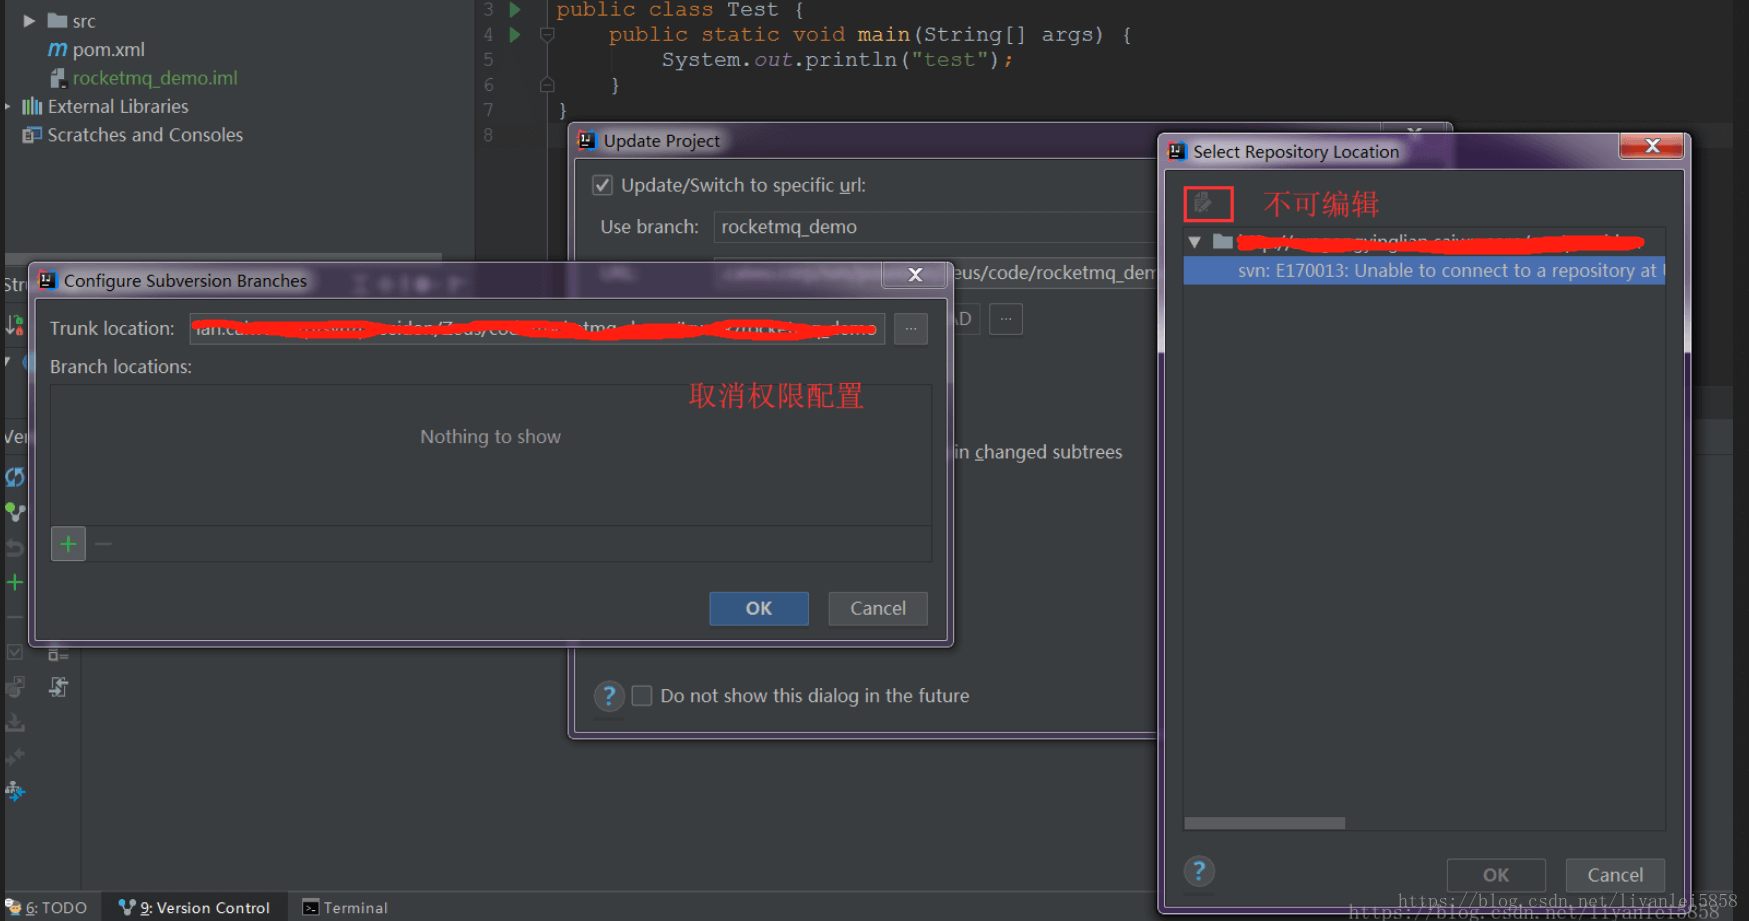 src
pom.xml
rocketmq_demo.iml
External Libraries
Scratches and Consoles
3 public class Test {
4 public static void main(String[] args) {
5 System.out.println("test");
6 }
7 }
8
Update Project
Update/Switch to specific url:
Use branch: rocketmq_demo
eus/code/rocketmq_dem
in changed subtrees
Do not show this dialog in the future
Configure Subversion Branches
Trunk location:
Branch locations:
取消权限配置
Nothing to show
OK Cancel
Select Repository Location
不可编辑
svn: E170013: Unable to connect to a repository at
OK Cancel
6: TODO 9: Version Control Terminal
https://blog.csdn.net/liyanlei5858
https://blog.csdn.net/liyanlei5858